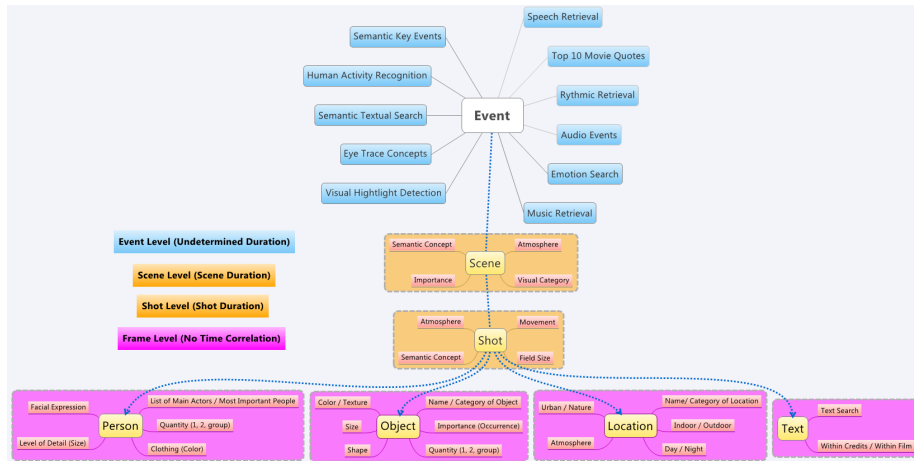 Speech Retrieval
Semantic Key Events
Top 10 Movie Quotes
Human Activity Recognition
Rythmic Retrieval
Event
Semantic Textual Search
Audio Events
Eye Trace Concepts
Emotion Search
Visual Hightlight Detection
Music Retrieval
Event Level (Undetermined Duration)
Scene Level (Scene Duration)
Shot Level (Shot Duration)
Frame Level (No Time Correlation)
Semantic Concept
Atmosphere
Scene
Importance
Visual Category
Atmosphere
Movement
Shot
Semantic Concept
Field Size
Facial Expression
List of Main Actors / Most Important People
Person
Quantity (1, 2, group)
Level of Detail (Size)
Clothing (Color)
Color / Texture
Name / Category of Object
Size
Object
Importance (Occurrence)
Shape
Quantity (1, 2, group)
Urban / Nature
Name/ Category of Location
Location
Indoor / Outdoor
Atmosphere
Day / Night
Text Search
Text
Within Credits / Within Film